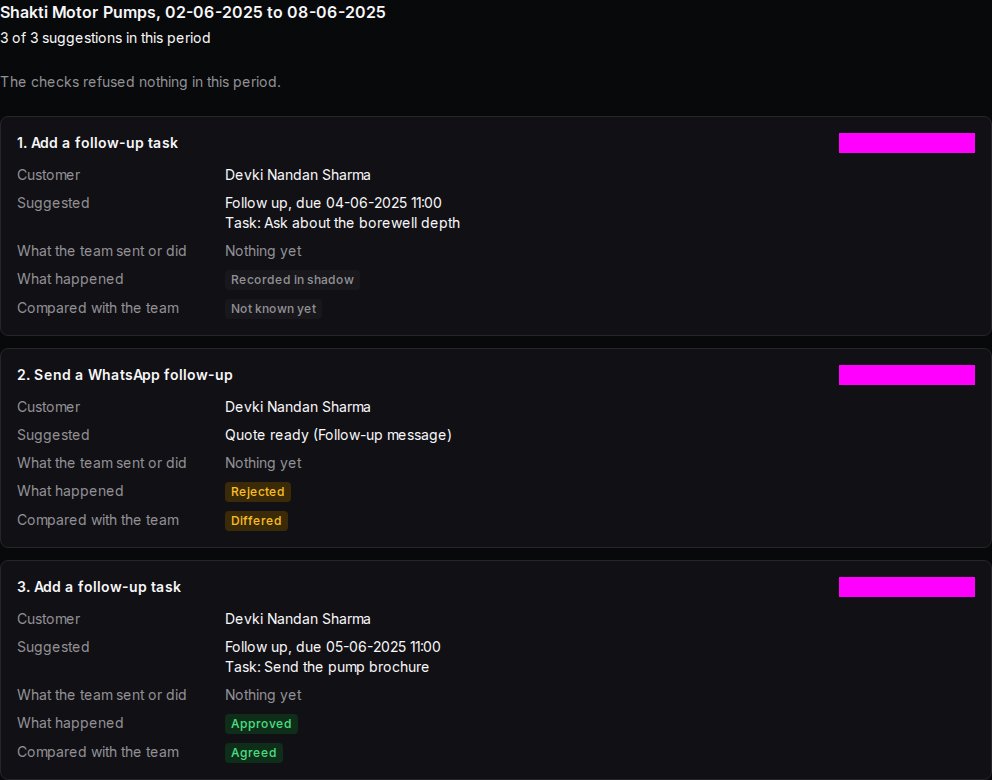 Shakti Motor Pumps, 02-06-2025 to 08-06-2025
3 of 3 suggestions in this period
The checks refused nothing in this period.
1. Add a follow-up task
Customer Devki Nandan Sharma
Suggested Follow up, due 04-06-2025 11:00
Task: Ask about the borewell depth
What the team sent or did Nothing yet
What happened Recorded in shadow
Compared with the team Not known yet
2. Send a WhatsApp follow-up
Customer Devki Nandan Sharma
Suggested Quote ready (Follow-up message)
What the team sent or did Nothing yet
What happened Rejected
Compared with the team Differed
3. Add a follow-up task
Customer Devki Nandan Sharma
Suggested Follow up, due 05-06-2025 11:00
Task: Send the pump brochure
What the team sent or did Nothing yet
What happened Approved
Compared with the team Agreed